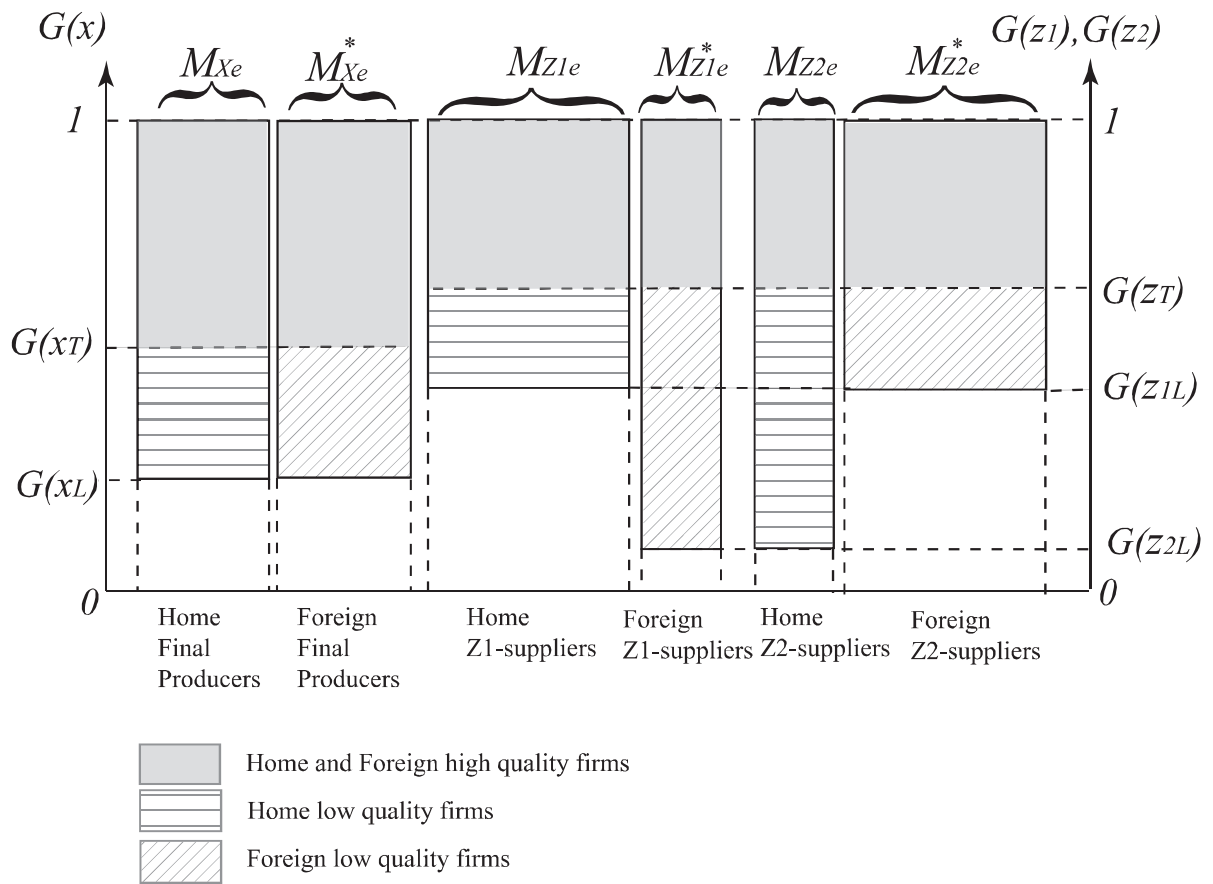 G(x)
G(z1),G(z2)
MXe
M*Xe
MZ1e
M*Z1e
MZ2e
M*Z2e
1
1
G(zT)
G(xT)
G(z1L)
G(xL)
G(z2L)
0
0
Home
Final
Producers
Foreign
Final
Producers
Home
Z1-suppliers
Foreign
Z1-suppliers
Home
Z2-suppliers
Foreign
Z2-suppliers
Home and Foreign high quality firms
Home low quality firms
Foreign low quality firms